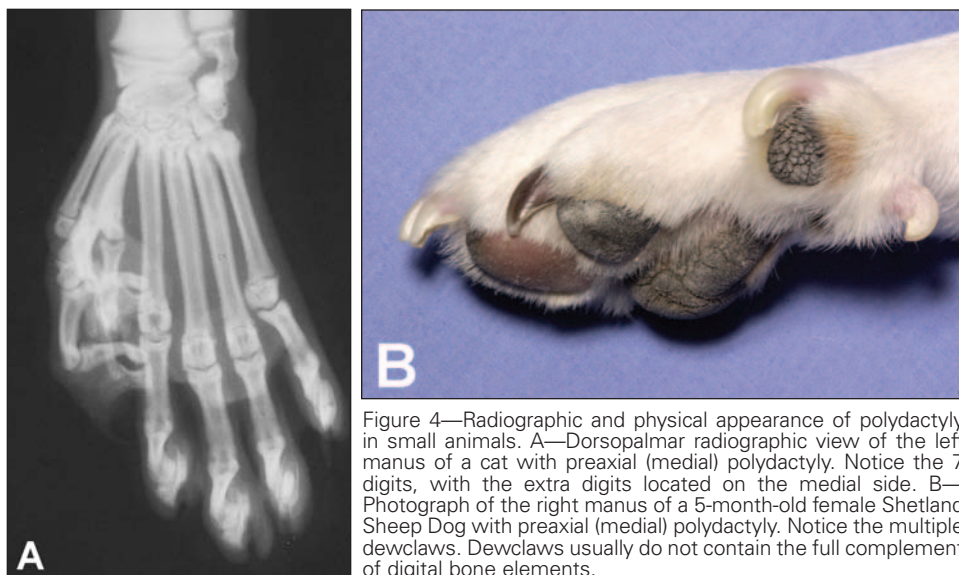 A
B
Figure 4—Radiographic and physical appearance of polydactyly
in small animals. A—Dorsopalmar radiographic view of the left
manus of a cat with preaxial (medial) polydactyly. Notice the 7
digits, with the extra digits located on the medial side. B—
Photograph of the right manus of a 5-month-old female Shetland
Sheep Dog with preaxial (medial) polydactyly. Notice the multiple
dewclaws. Dewclaws usually do not contain the full complement
of digital bone elements.